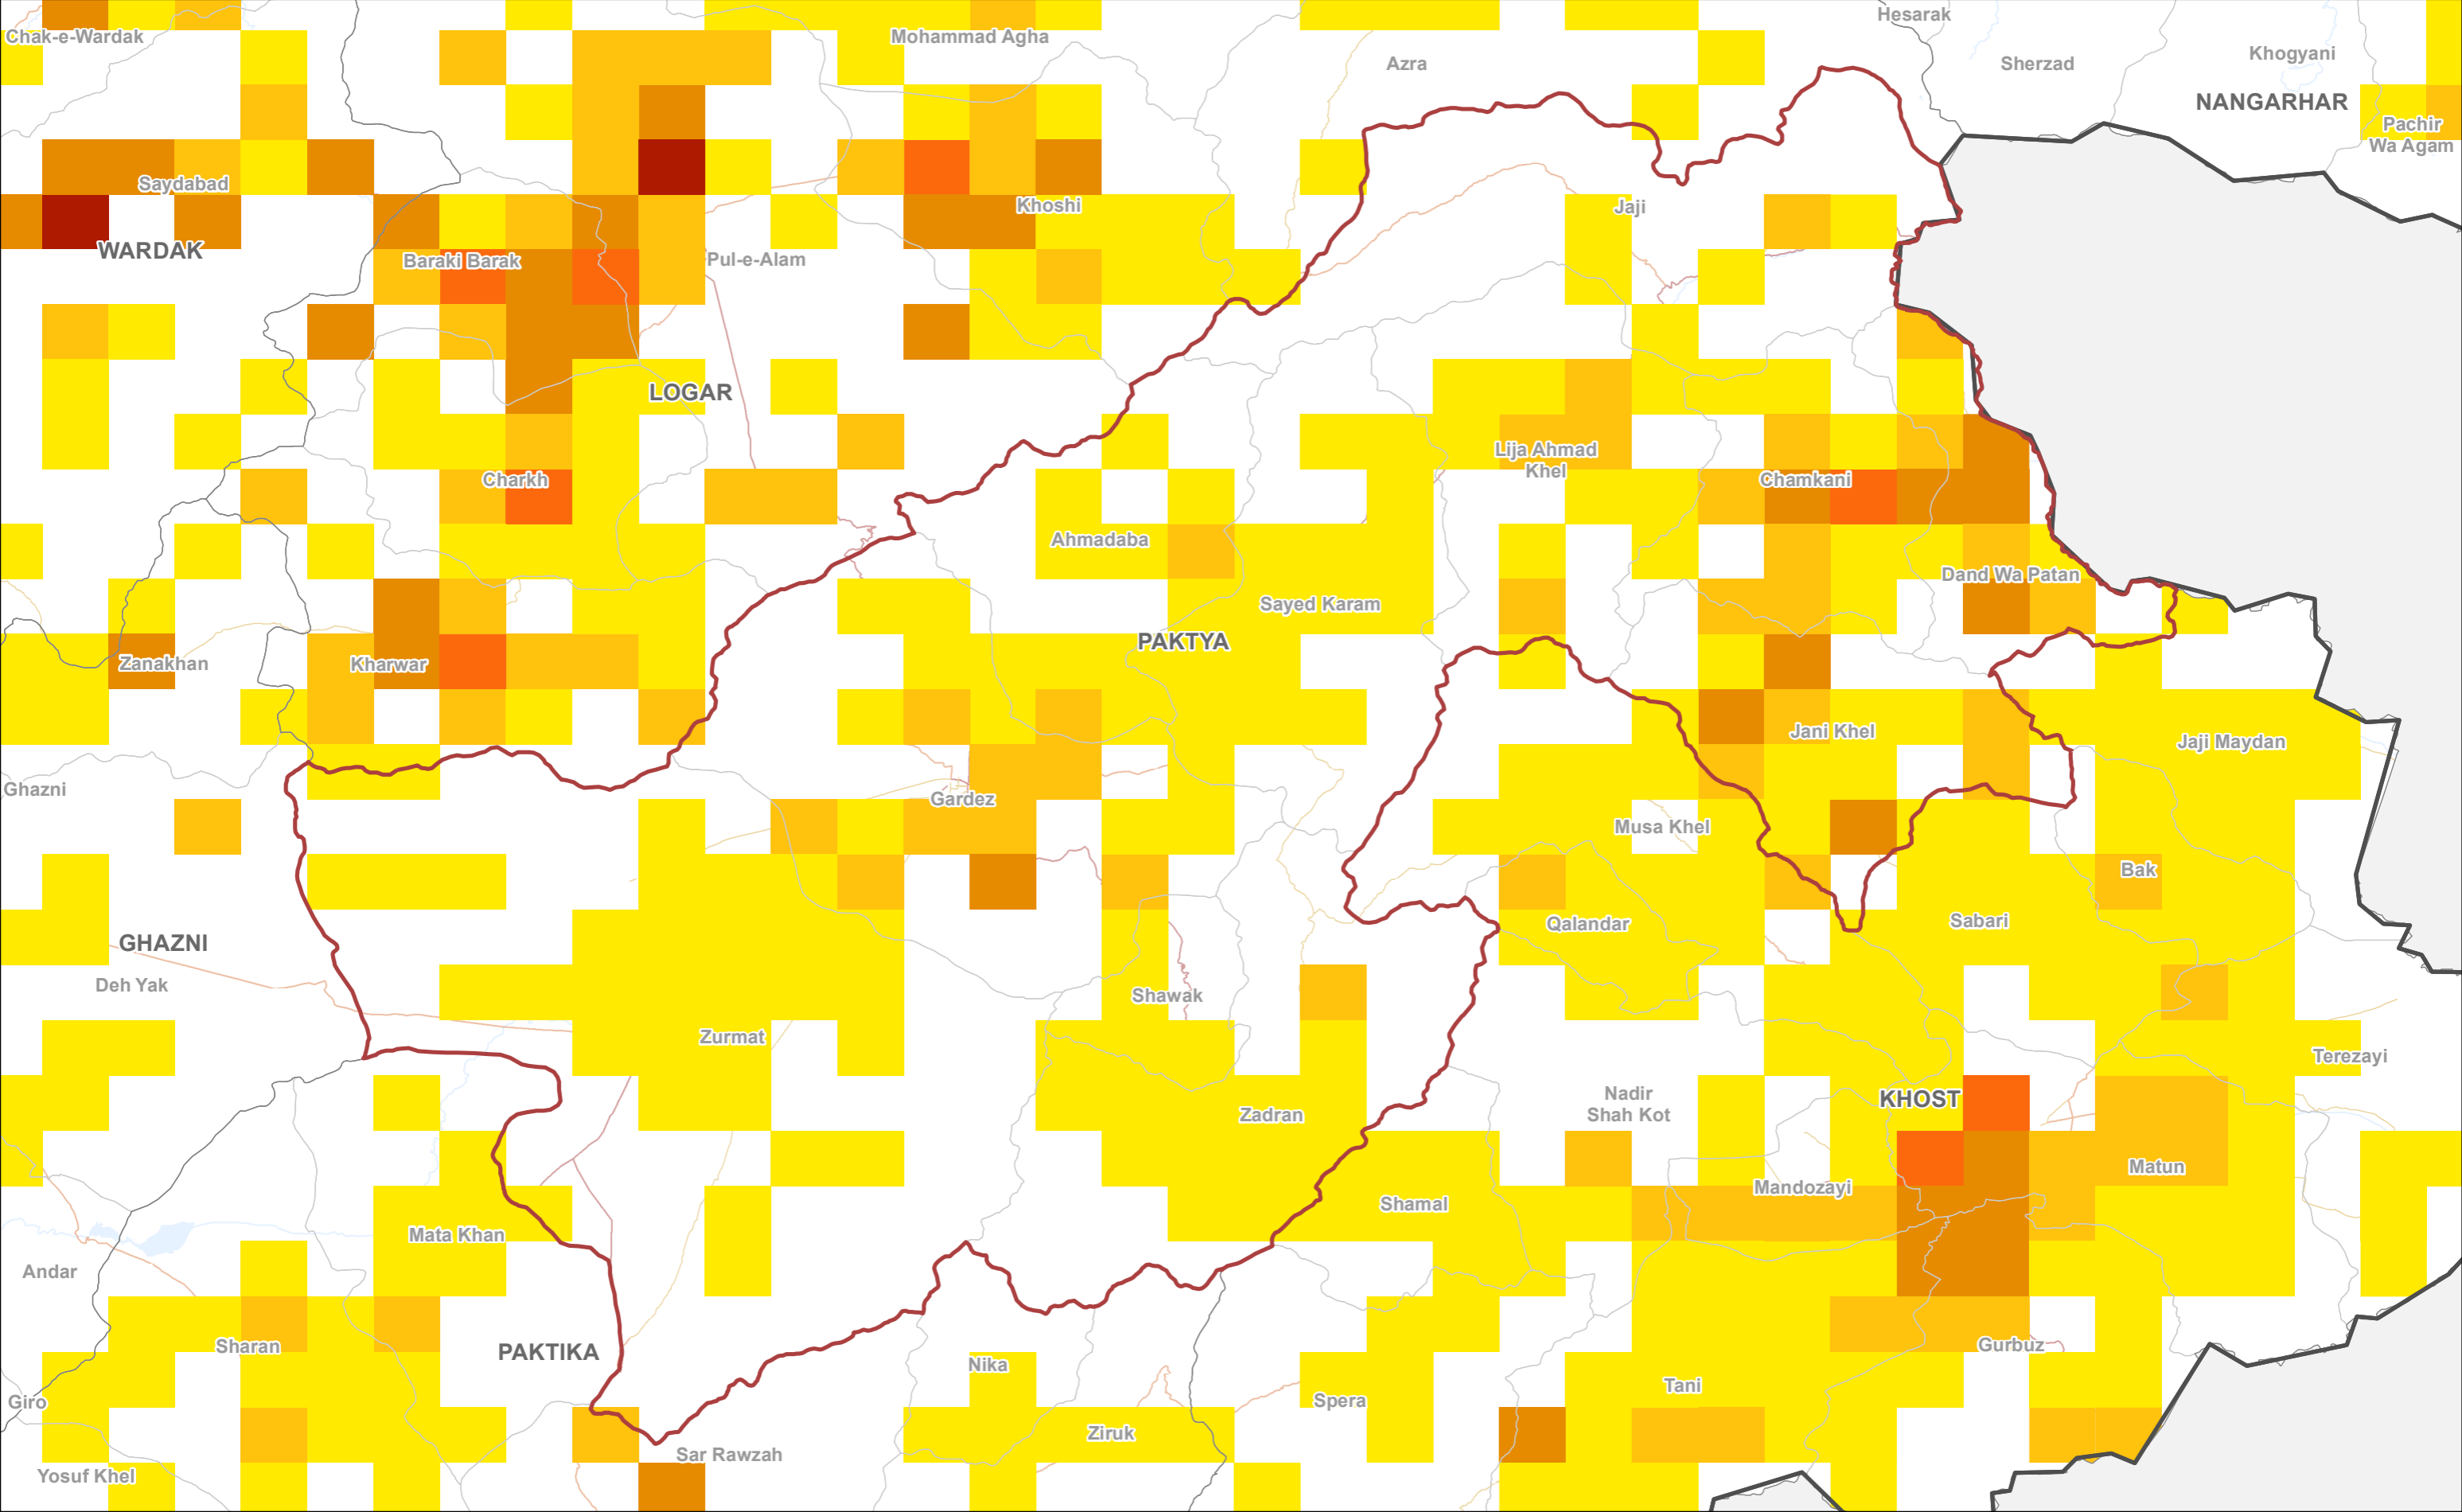 Hesarak
Chak-e-Wardak
Mohammad Agha
Azra
Sherzad
Khogyani
NANGARHAR
Pachir
Wa Agam
Saydabad
Khoshi
Jaji
WARDAK
Baraki Barak
Pul-e-Alam
LOGAR
Lija Ahmad
Khel
Charkh
Chamkani
Ahmadaba
Dand Wa Patan
Sayed Karam
PAKTYA
Zanakhan
Kharwar
Jani Khel
Jaji Maydan
Ghazni
Gardez
Musa Khel
Bak
GHAZNI
Qalandar
Sabari
Deh Yak
Shawak
Zurmat
Terezayi
Nadir
Shah Kot
KHOST
Zadran
Matun
Mandozayi
Shamal
Mata Khan
Andar
Sharan
PAKTIKA
Gurbuz
Nika
Tani
Giro
Spera
Ziruk
Sar Rawzah
Yosuf Khel